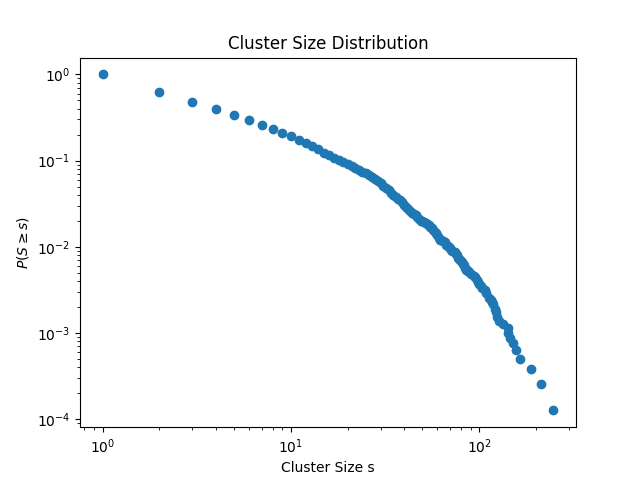 Cluster Size Distribution
P(S ≥ s)
10⁰
10⁻¹
10⁻²
10⁻³
10⁻⁴
10⁰ 10¹ 10²
Cluster Size s